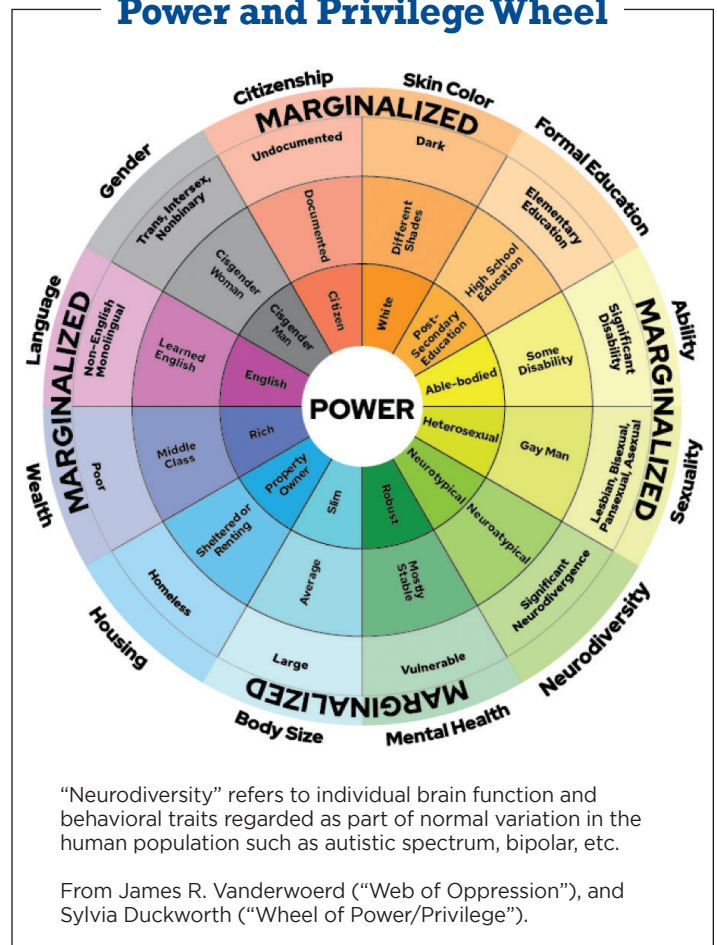 Power and Privilege Wheel
Citizenship
Skin Color
Formal Education
Ability
Sexuality
Neurodiversity
Mental Health
Body Size
Housing
Wealth
Language
Gender
MARGINALIZED
MARGINALIZED
MARGINALIZED
MARGINALIZED
Undocumented
Documented
Citizen
Dark
Different
Shades
White
Elementary
Education
High School
Education
Post-
Secondary
Education
Significant
Disability
Some
Disability
Able-bodied
Lesbian, Bisexual,
Pansexual, Asexual
Gay Man
Heterosexual
Significant
Neurodivergence
Neuroatypical
Neurotypical
Vulnerable
Mostly
Stable
Robust
Large
Average
Slim
Homeless
Sheltered or
Renting
Property
Owner
Poor
Middle
Class
Rich
Non-English
Monolingual
Learned
English
English
Trans, Intersex,
Nonbinary
Cisgender
Woman
Cisgender
Man
POWER
“Neurodiversity” refers to individual brain function and
behavioral traits regarded as part of normal variation in the
human population such as autistic spectrum, bipolar, etc.
From James R. Vanderwoerd (“Web of Oppression”), and
Sylvia Duckworth (“Wheel of Power/Privilege”).